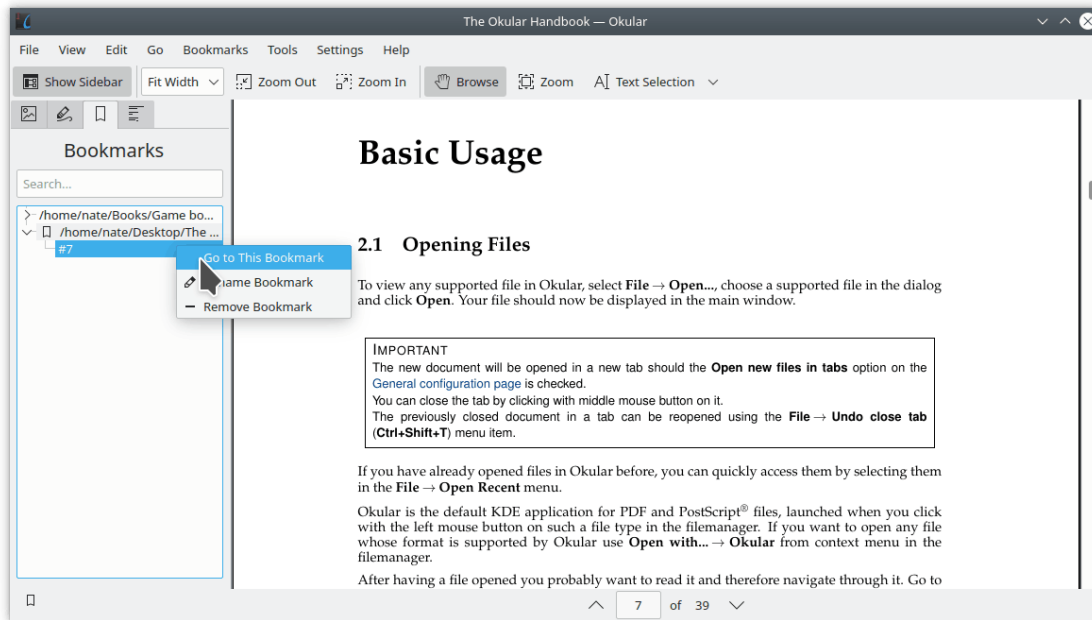 The Okular Handbook — Okular
File View Edit Go Bookmarks Tools Settings Help
Show Sidebar Fit Width Zoom Out Zoom In Browse Zoom Text Selection
Bookmarks
Search...
/home/nate/Books/Game bo...
/home/nate/Desktop/The ...
#7
Go to This Bookmark
ame Bookmark
Remove Bookmark
Basic Usage
2.1 Opening Files
To view any supported file in Okular, select File → Open..., choose a supported file in the dialog
and click Open. Your file should now be displayed in the main window.
IMPORTANT
The new document will be opened in a new tab should the Open new files in tabs option on the
General configuration page is checked.
You can close the tab by clicking with middle mouse button on it.
The previously closed document in a tab can be reopened using the File → Undo close tab
(Ctrl+Shift+T) menu item.
If you have already opened files in Okular before, you can quickly access them by selecting them
in the File → Open Recent menu.
Okular is the default KDE application for PDF and PostScript® files, launched when you click
with the left mouse button on such a file type in the filemanager. If you want to open any file
whose format is supported by Okular use Open with... → Okular from context menu in the
filemanager.
After having a file opened you probably want to read it and therefore navigate through it. Go to
7 of 39